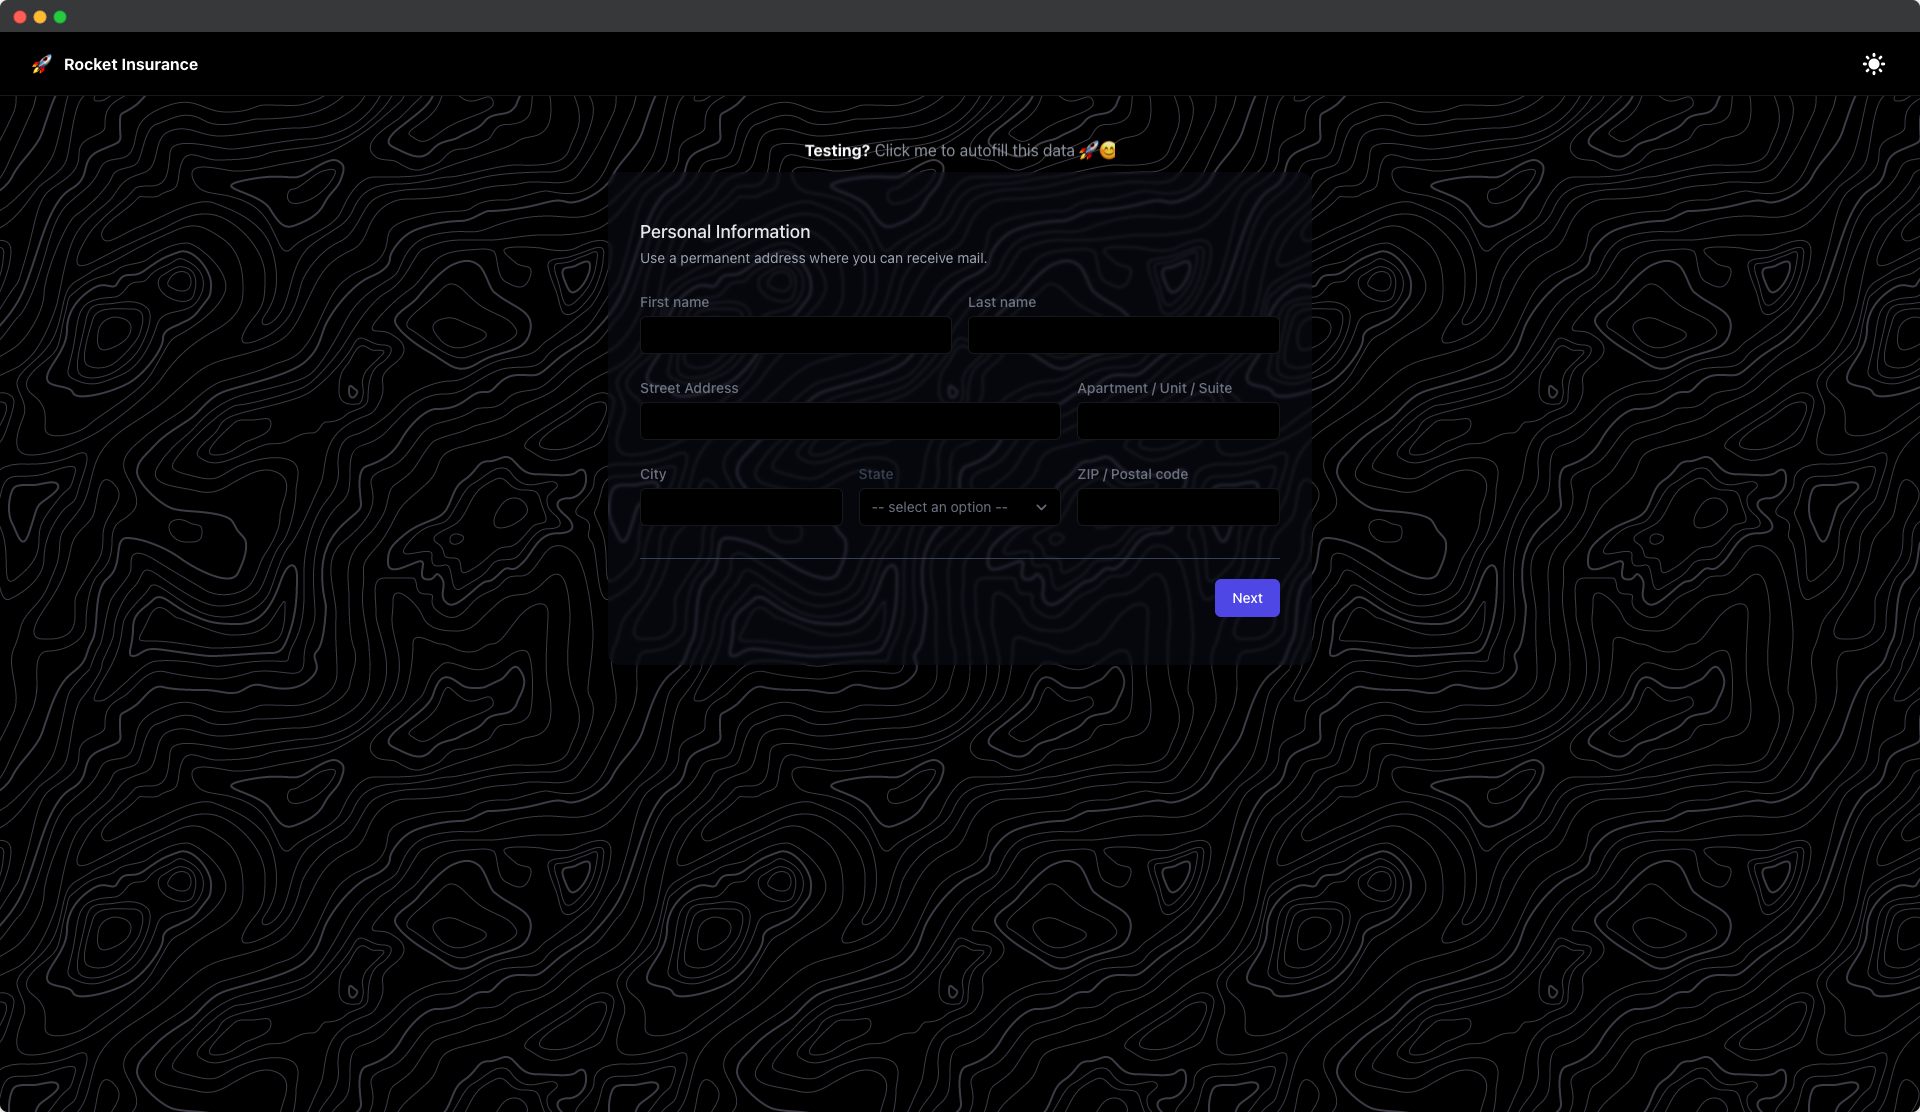 🚀 Rocket Insurance
Testing? Click me to autofill this data 🚀😊
Personal Information
Use a permanent address where you can receive mail.
First name Last name
Street Address Apartment / Unit / Suite
City State ZIP / Postal code
-- select an option --
Next